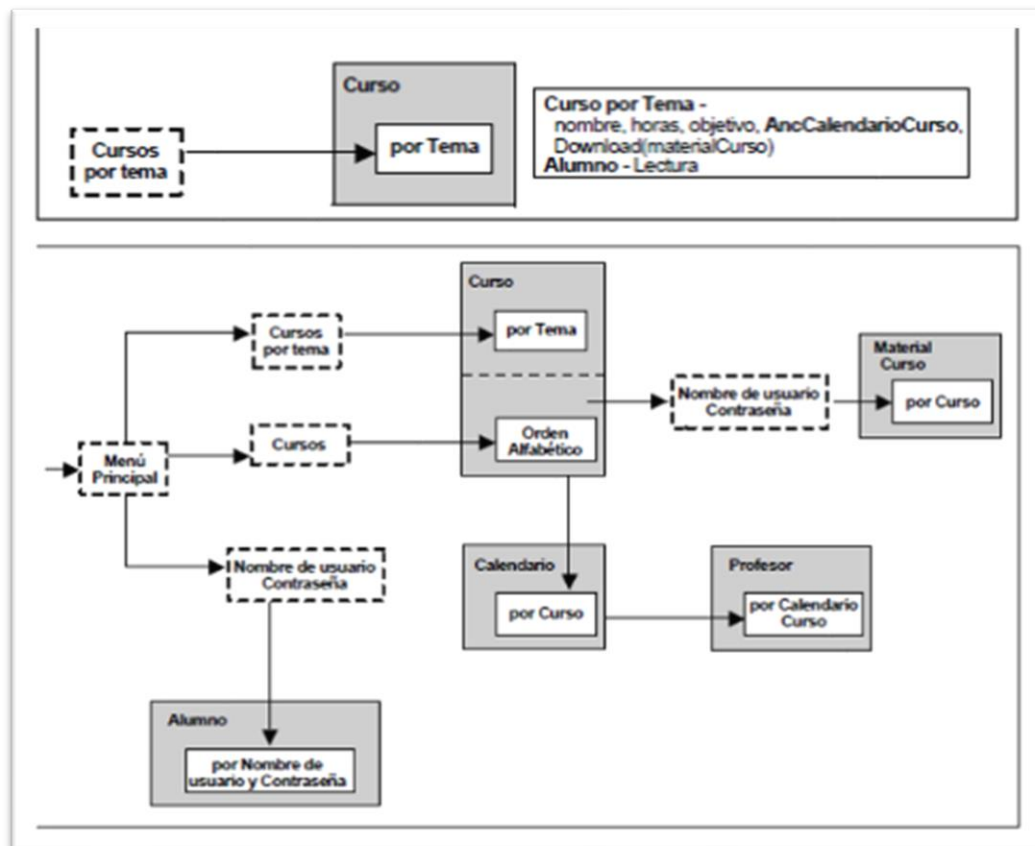 Curso
Cursos
por tema
por Tema
Curso por Tema -
nombre, horas, objetivo, AncCalendarioCurso,
Download(materialCurso)
Alumno - Lectura
Curso
Cursos
por tema
por Tema
Material
Curso
Nombre de usuario
Contraseña
por Curso
Menú
Principal
Cursos
Orden
Alfabético
Nombre de usuario
Contraseña
Calendario
por Curso
Profesor
por Calendario
Curso
Alumno
por Nombre de
usuario y Contraseña